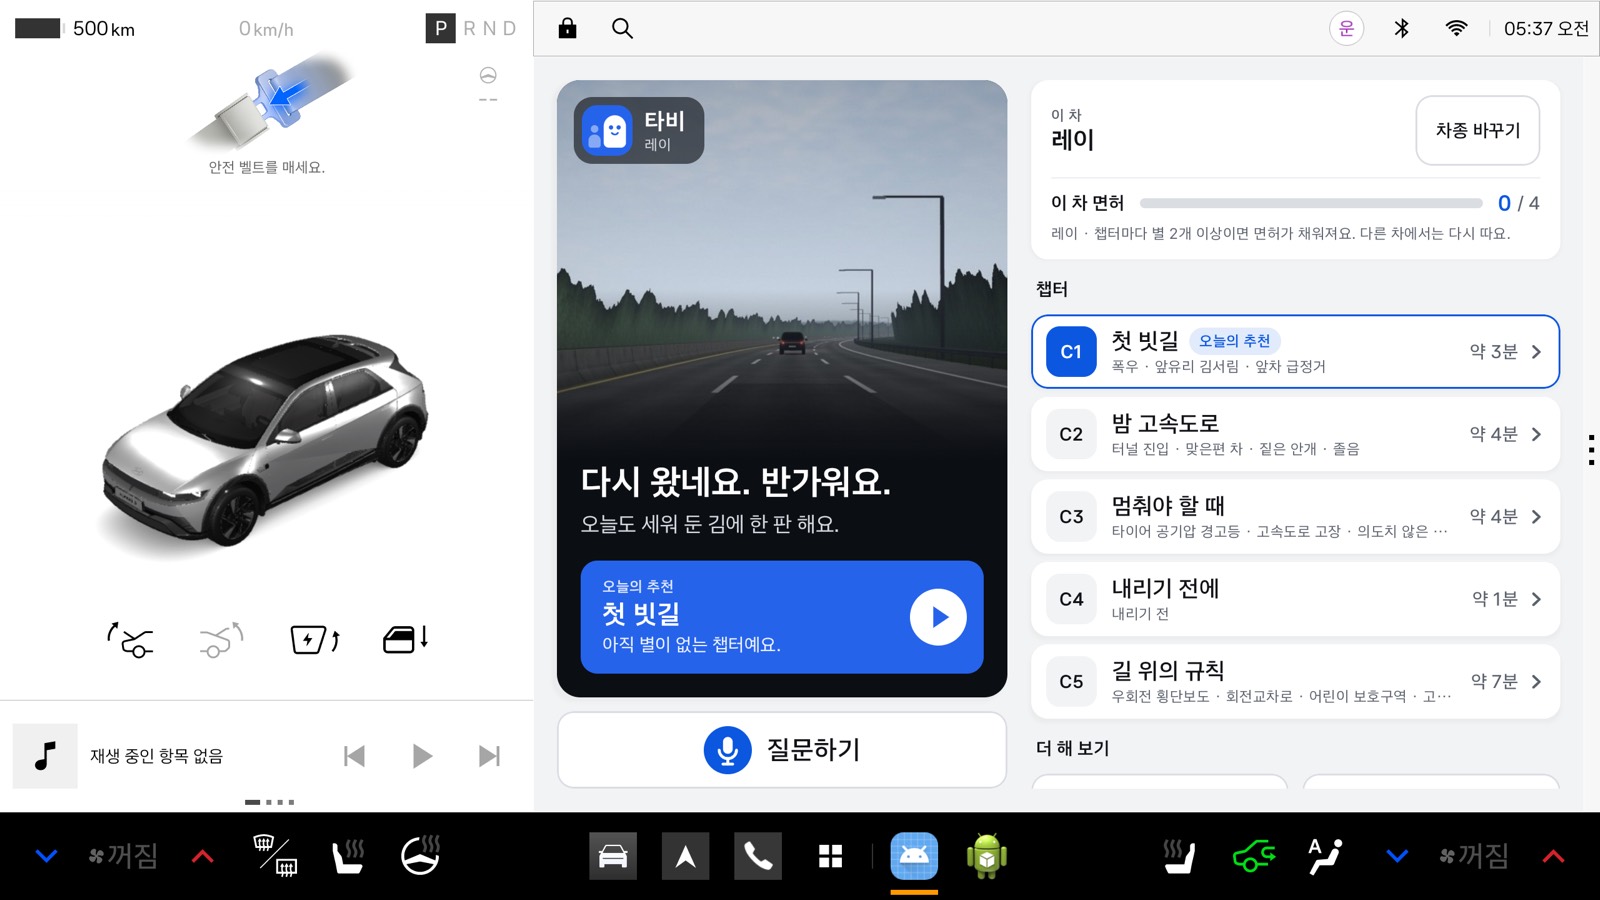 500 km
0 km/h
P R N D
안전 벨트를 매세요.
재생 중인 항목 없음
운
05:37 오전
타비
레이
다시 왔네요. 반가워요.
오늘도 세워 둔 김에 한 판 해요.
오늘의 추천
첫 빗길
아직 별이 없는 챕터예요.
질문하기
이 차
레이
차종 바꾸기
이 차 면허
0 / 4
레이 · 챕터마다 별 2개 이상이면 면허가 채워져요. 다른 차에서는 다시 따요.
챕터
C1
첫 빗길
오늘의 추천
폭우 · 앞유리 김서림 · 앞차 급정거
약 3분
C2
밤 고속도로
터널 진입 · 맞은편 차 · 짙은 안개 · 졸음
약 4분
C3
멈춰야 할 때
타이어 공기압 경고등 · 고속도로 고장 · 의도치 않은 ···
약 4분
C4
내리기 전에
내리기 전
약 1분
C5
길 위의 규칙
우회전 횡단보도 · 회전교차로 · 어린이 보호구역 · 고···
약 7분
더 해 보기
꺼짐
A
꺼짐